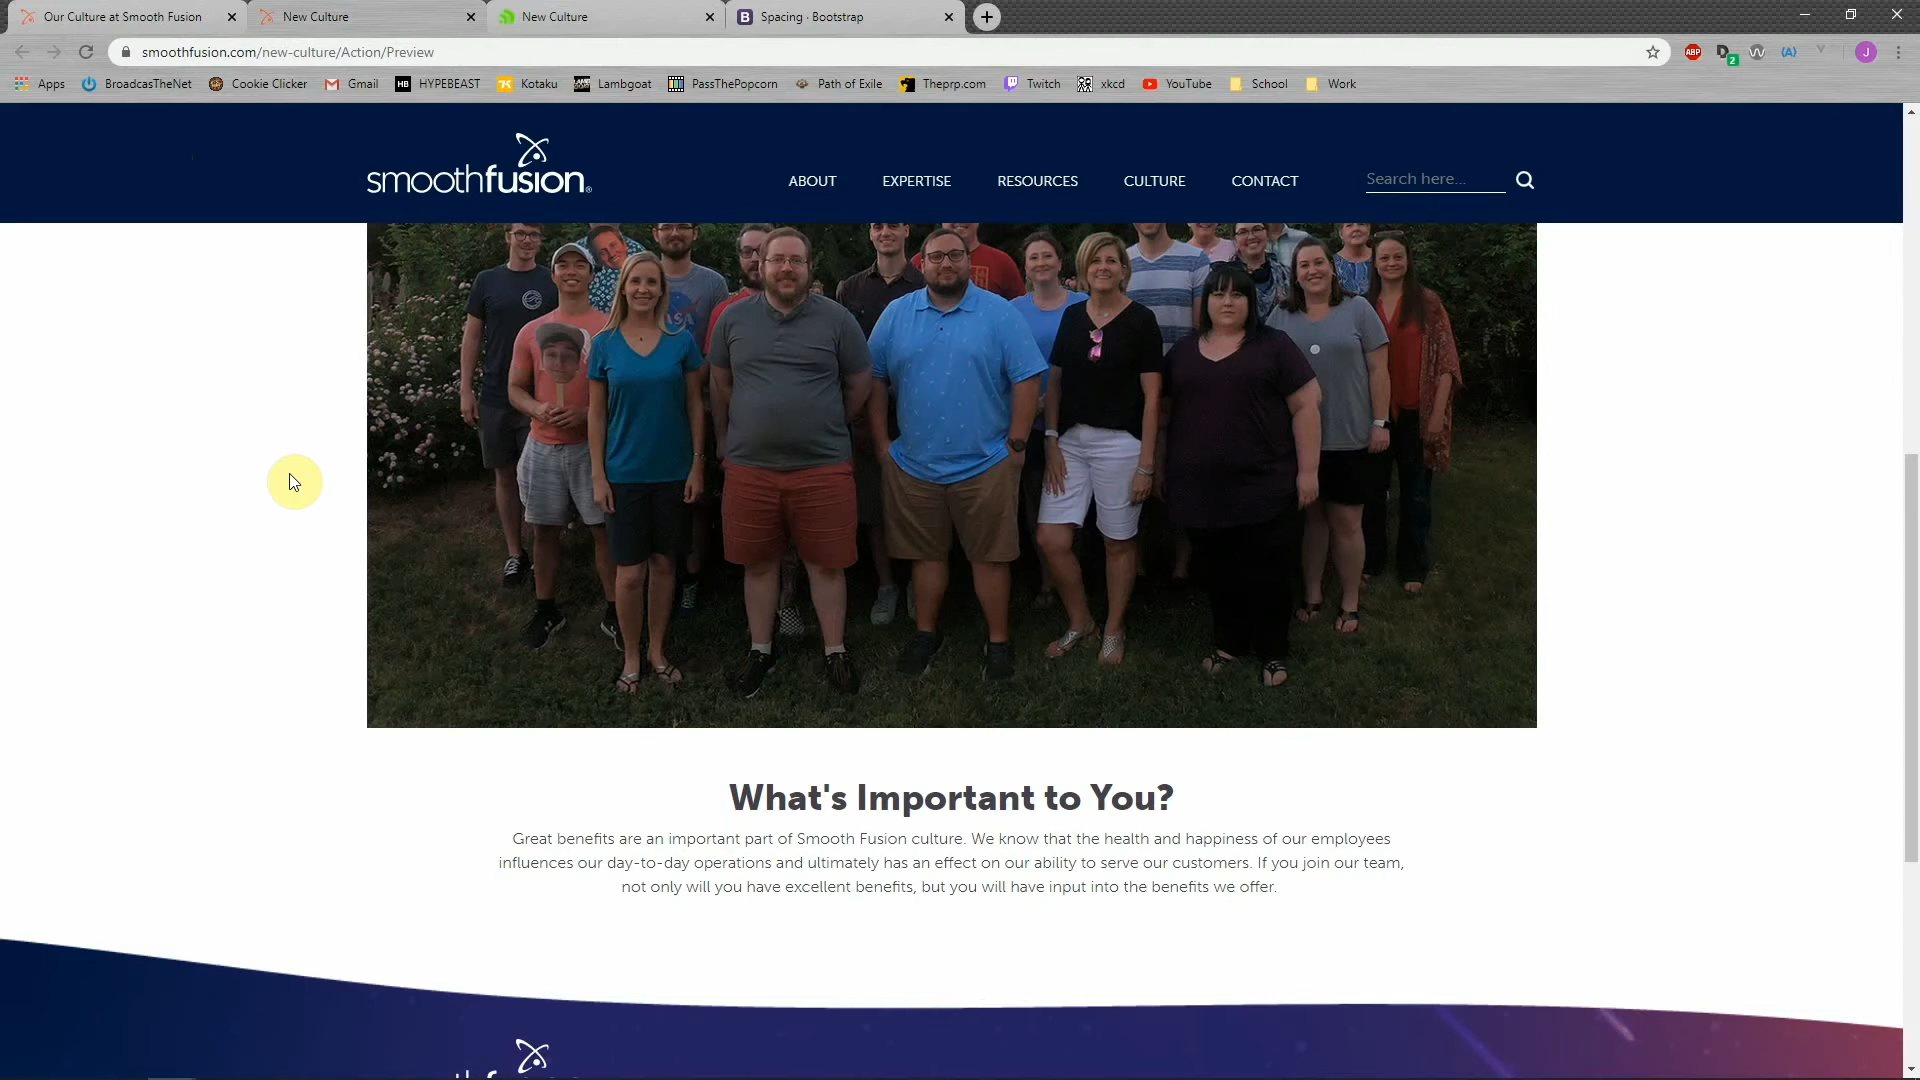 Our Culture at Smooth Fusion
New Culture
New Culture
Spacing · Bootstrap
smoothfusion.com/new-culture/Action/Preview
ABP
2
(A)
J
Apps
BroadcasTheNet
Cookie Clicker
Gmail
HB HYPEBEAST
Kotaku
Lambgoat
PassThePopcorn
Path of Exile
Theprp.com
Twitch
xkcd
YouTube
School
Work
smoothfusion®
ABOUT
EXPERTISE
RESOURCES
CULTURE
CONTACT
Search here...
NASA
What's Important to You?
Great benefits are an important part of Smooth Fusion culture. We know that the health and happiness of our employees
influences our day-to-day operations and ultimately has an effect on our ability to serve our customers. If you join our team,
not only will you have excellent benefits, but you will have input into the benefits we offer.